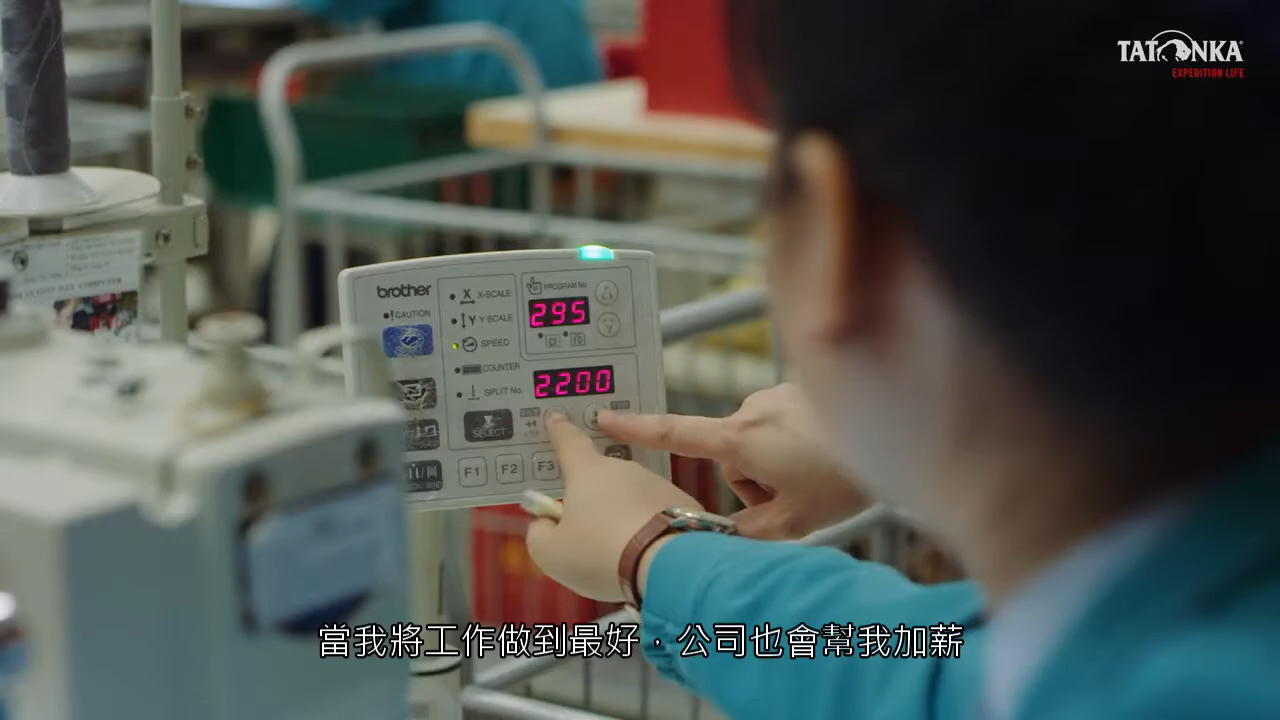 TATONKA
EXPEDITION LIFE
brother
CAUTION
X X-SCALE
Y Y-SCALE
SPEED
COUNTER
SPLIT No.
SELECT
PROGRAM No.
295
2200
F1 F2 F3
當我將工作做到最好，公司也會幫我加薪